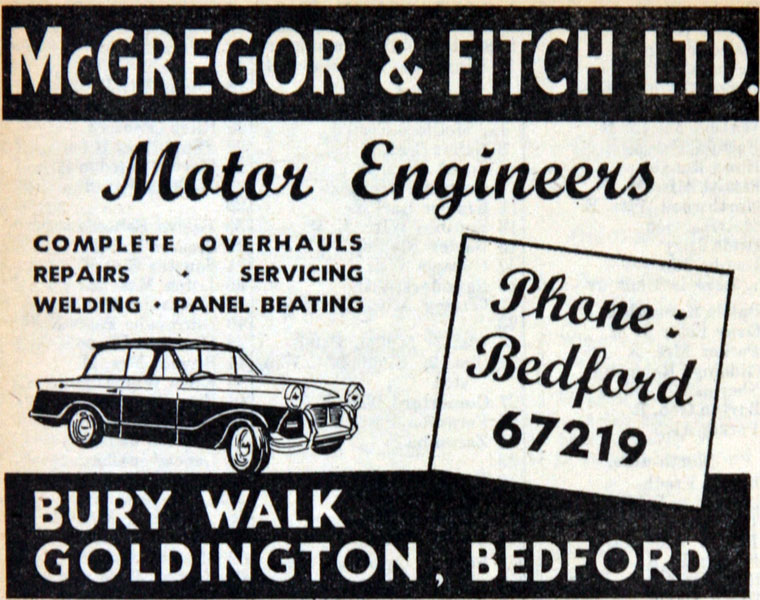 McGREGOR & FITCH LTD.
Motor Engineers
COMPLETE OVERHAULS
REPAIRS · SERVICING
WELDING · PANEL BEATING
Phone:
Bedford
67219
BURY WALK
GOLDINGTON, BEDFORD